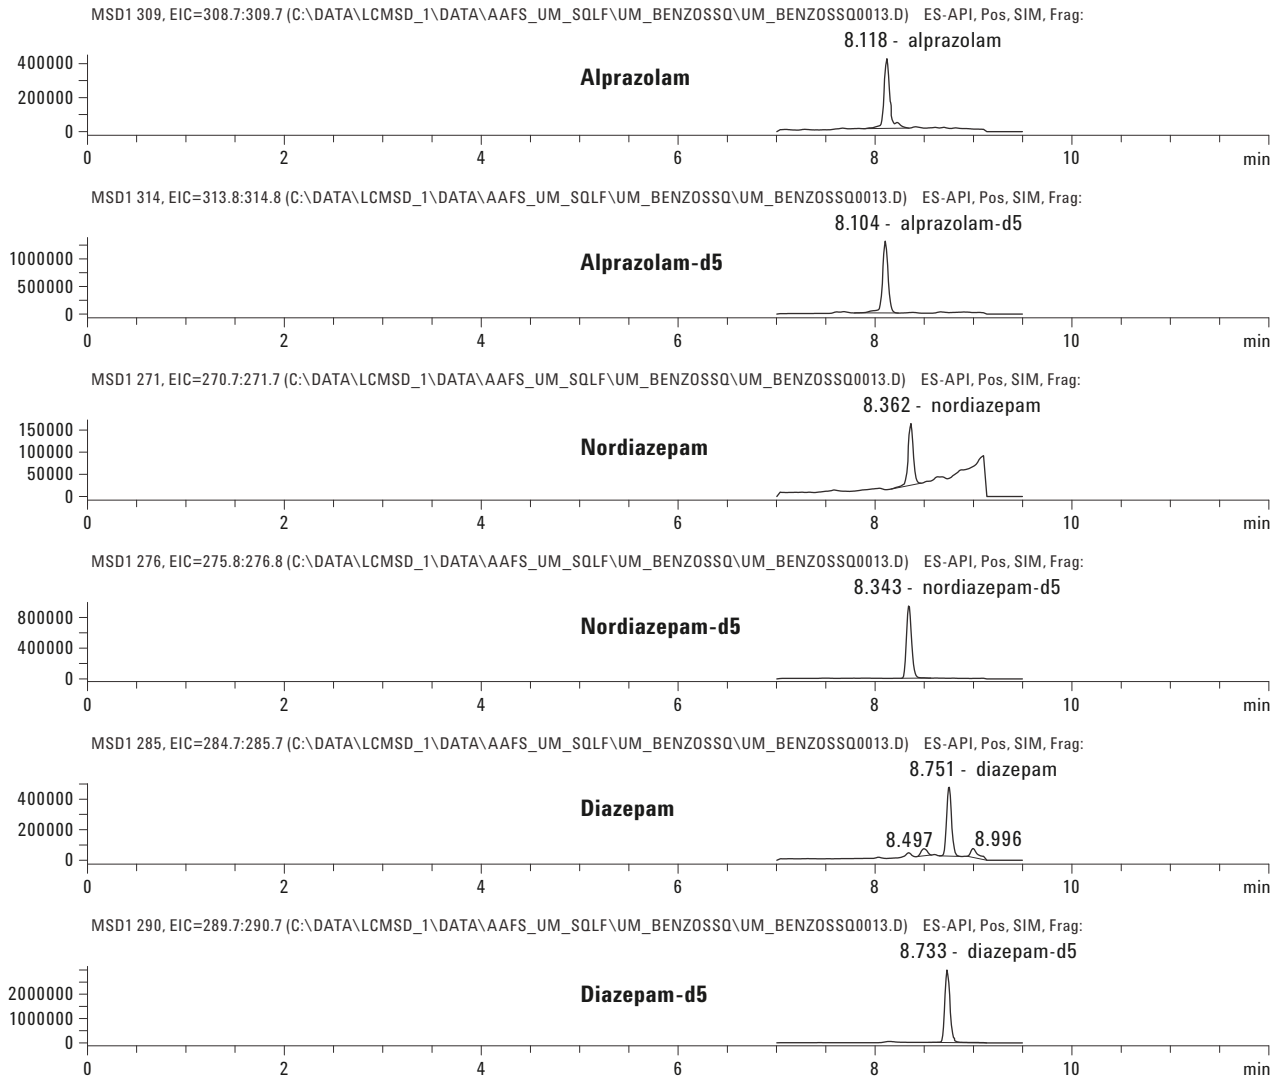 MSD1 309, EIC=308.7:309.7 (C:\DATA\LCMSD_1\DATA\AAFS_UM_SQLF\UM_BENZOSSQ\UM_BENZOSSQ0013.D) ES-API, Pos, SIM, Frag:
8.118 - alprazolam
400000
200000
0
Alprazolam
0 2 4 6 8 10 min
MSD1 314, EIC=313.8:314.8 (C:\DATA\LCMSD_1\DATA\AAFS_UM_SQLF\UM_BENZOSSQ\UM_BENZOSSQ0013.D) ES-API, Pos, SIM, Frag:
8.104 - alprazolam-d5
1000000
500000
0
Alprazolam-d5
0 2 4 6 8 10 min
MSD1 271, EIC=270.7:271.7 (C:\DATA\LCMSD_1\DATA\AAFS_UM_SQLF\UM_BENZOSSQ\UM_BENZOSSQ0013.D) ES-API, Pos, SIM, Frag:
8.362 - nordiazepam
150000
100000
50000
0
Nordiazepam
0 2 4 6 8 10 min
MSD1 276, EIC=275.8:276.8 (C:\DATA\LCMSD_1\DATA\AAFS_UM_SQLF\UM_BENZOSSQ\UM_BENZOSSQ0013.D) ES-API, Pos, SIM, Frag:
8.343 - nordiazepam-d5
800000
400000
0
Nordiazepam-d5
0 2 4 6 8 10 min
MSD1 285, EIC=284.7:285.7 (C:\DATA\LCMSD_1\DATA\AAFS_UM_SQLF\UM_BENZOSSQ\UM_BENZOSSQ0013.D) ES-API, Pos, SIM, Frag:
8.751 - diazepam
400000
200000
0
Diazepam
8.497 8.996
0 2 4 6 8 10 min
MSD1 290, EIC=289.7:290.7 (C:\DATA\LCMSD_1\DATA\AAFS_UM_SQLF\UM_BENZOSSQ\UM_BENZOSSQ0013.D) ES-API, Pos, SIM, Frag:
8.733 - diazepam-d5
2000000
1000000
0
Diazepam-d5
0 2 4 6 8 10 min